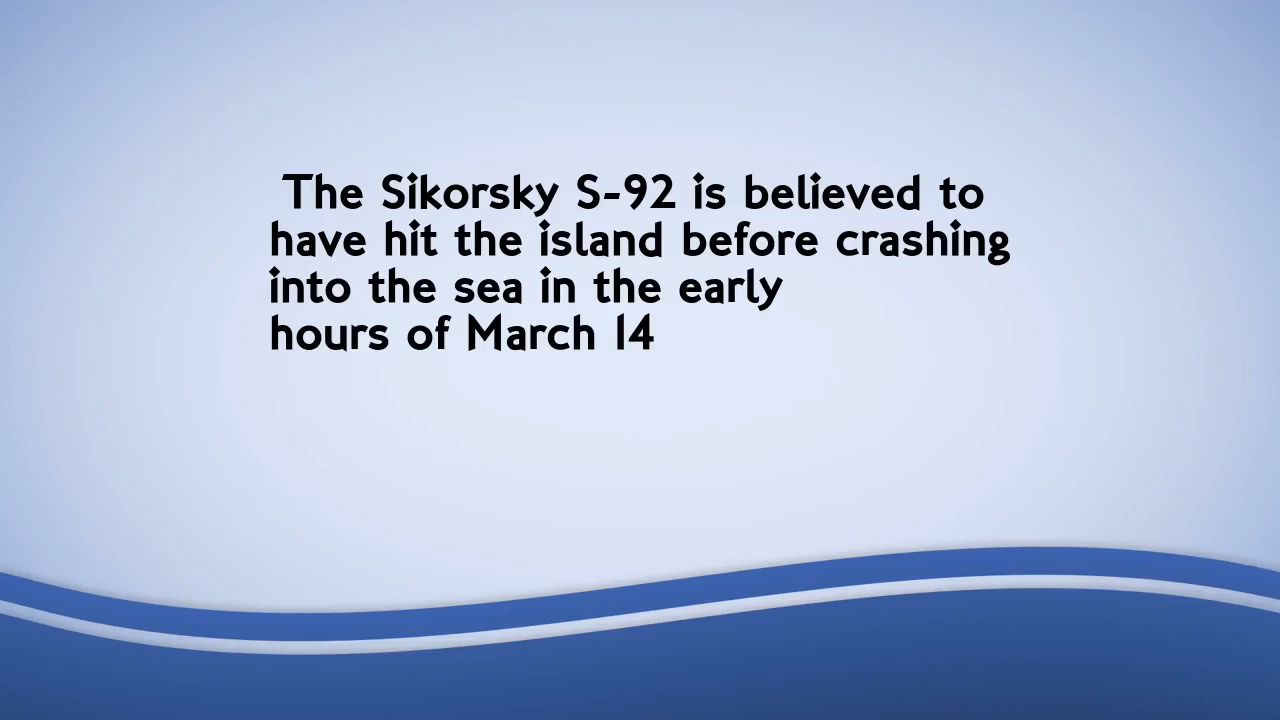 The Sikorsky S-92 is believed to
have hit the island before crashing
into the sea in the early
hours of March 14